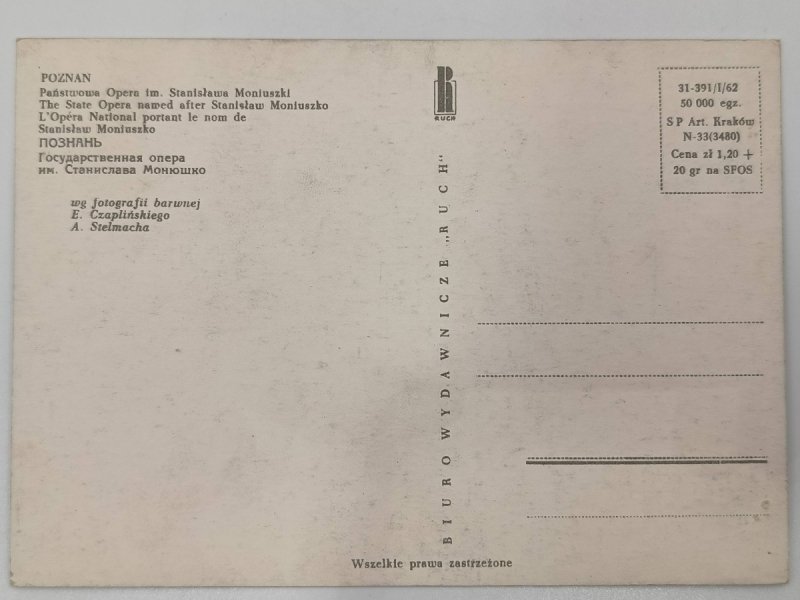 POZNAŃ
Państwowa Opera im. Stanisława Moniuszki
The State Opera named after Stanisław Moniuszko
L'Opéra National portant le nom de
Stanisław Moniuszko
ПОЗНАНЬ
Государственная опера
им. Станислава Монюшко
wg fotografii barwnej
E. Czaplińskiego
A. Stelmacha
RUCH
BIURO WYDAWNICZE „RUCH"
31-391/I/62
50 000 egz.
S P Art. Kraków
N-33(3480)
Cena zł 1,20 +
20 gr na SFOS
Wszelkie prawa zastrzeżone